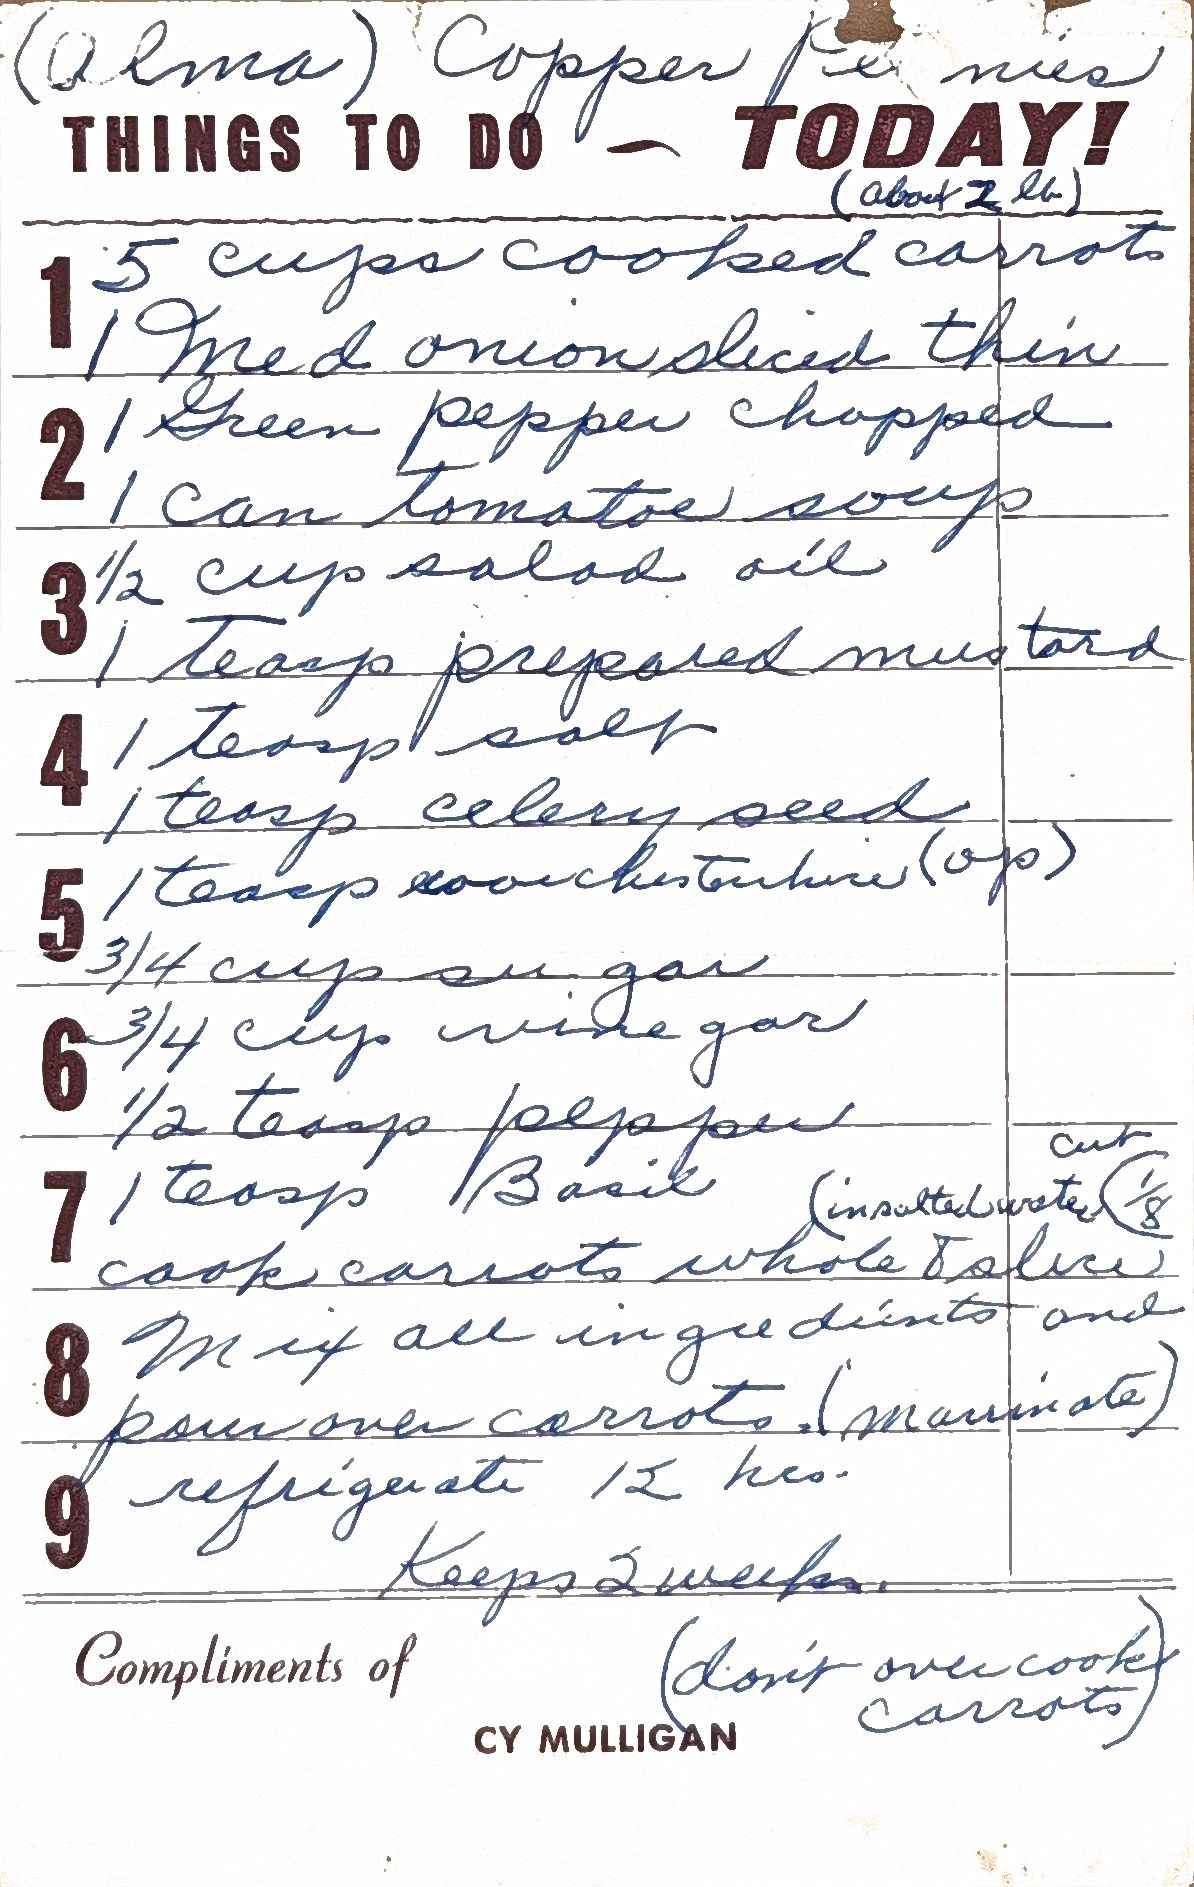 (Alma) Copper Pennies
THINGS TO DO — TODAY!
(about 2 lb)
1 5 cups cooked carrots
1 Med onion sliced thin
2 1 Green pepper chopped
1 can tomatoe soup
3 1/2 cup salad oil
1 Teasp prepared mustard
4 1 teasp salt
1 teasp celery seed
5 1 teasp (op)
3/4 cup sugar
6 3/4 cup vinegar
1/2 teasp pepper
cut
7 1 teasp Basil (in salted water (1/8
cook carrots whole & slice
8 Mix all ingredients and
pour over carrots. (marrinate)
9 refrigerate 12 hrs.
Keeps 2 weeks.
Compliments of (don't over cook
carrots)
CY MULLIGAN